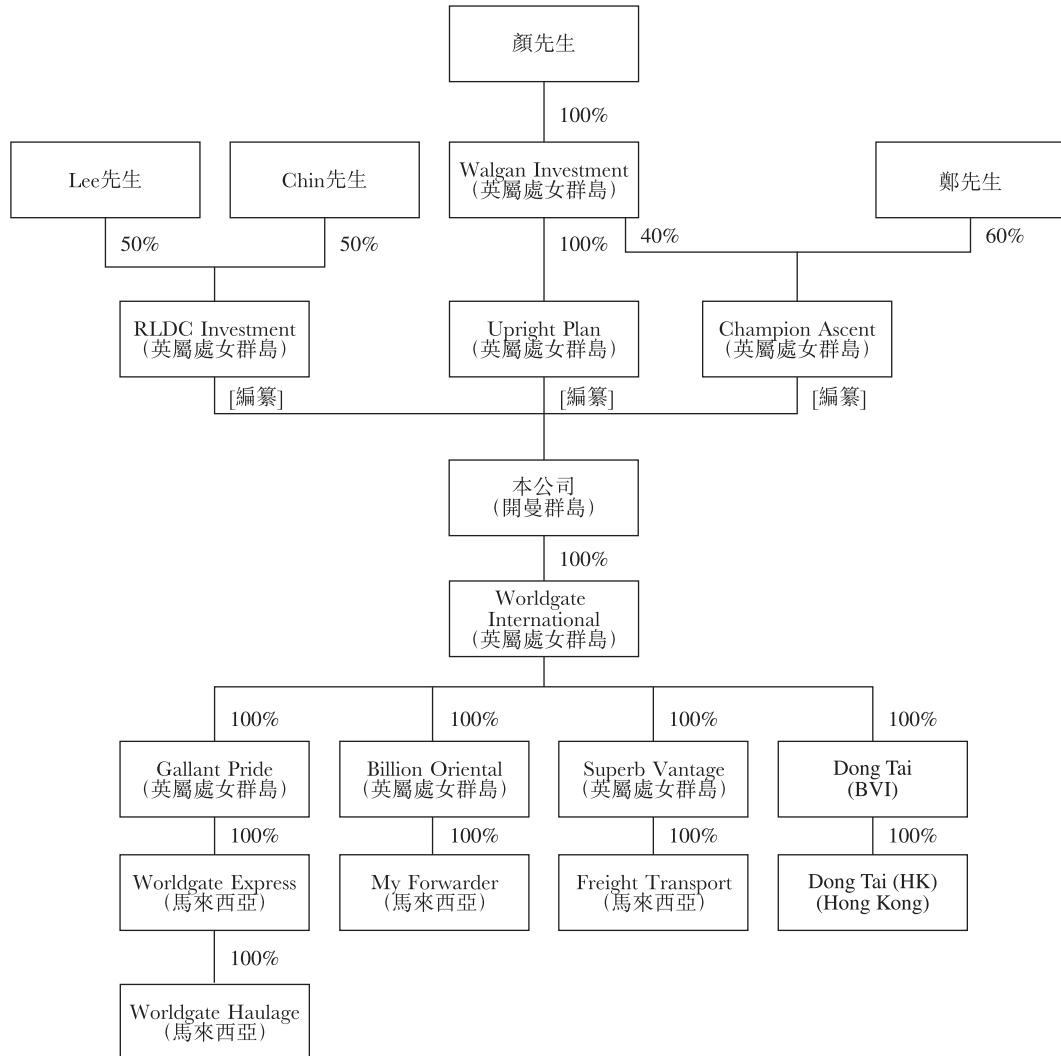 顏先生
100%
Lee先生
Chin先生
Walgan Investment
(英屬處女群島)
鄭先生
50%
50%
100%
40%
60%
RLDC Investment
(英屬處女群島)
Upright Plan
(英屬處女群島)
Champion Ascent
(英屬處女群島)
[編纂]
[編纂]
[編纂]
本公司
(開曼群島)
100%
Worldgate
International
(英屬處女群島)
100%
100%
100%
100%
Gallant Pride
(英屬處女群島)
Billion Oriental
(英屬處女群島)
Superb Vantage
(英屬處女群島)
Dong Tai
(BVI)
100%
100%
100%
100%
Worldgate Express
(馬來西亞)
My Forwarder
(馬來西亞)
Freight Transport
(馬來西亞)
Dong Tai (HK)
(Hong Kong)
100%
Worldgate Haulage
(馬來西亞)